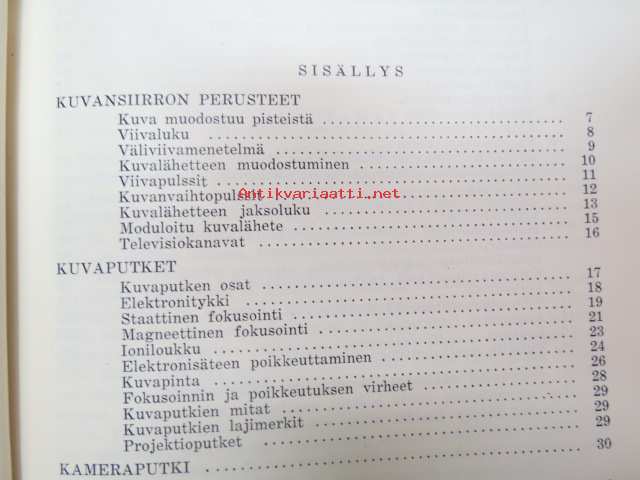 SISÄLLYS
KUVANSIIRRON PERUSTEET
Kuva muodostuu pisteistä ........ 7
Viivaluku ........ 8
Väliviivamenetelmä ........ 9
Kuvalähetteen muodostuminen ........ 10
Viivapulssit ........ 11
Antikvariaatti.net
Kuvanvaihtopulssit ........ 12
Kuvalähetteen jaksoluku ........ 13
Moduloitu kuvalähete ........ 15
Televisiokanavat ........ 16
KUVAPUTKET
Kuvaputken osat ........ 17
Elektronitykki ........ 18
Staattinen fokusointi ........ 19
Magneettinen fokusointi ........ 21
Ioniloukku ........ 23
Elektronisäteen poikkeuttaminen ........ 24
Kuvapinta ........ 26
Fokusoinnin ja poikkeutuksen virheet ........ 28
Kuvaputkien mitat ........ 29
Kuvaputkien lajimerkit ........ 29
Projektioputket ........ 29
KAMERAPUTKI ........ 30